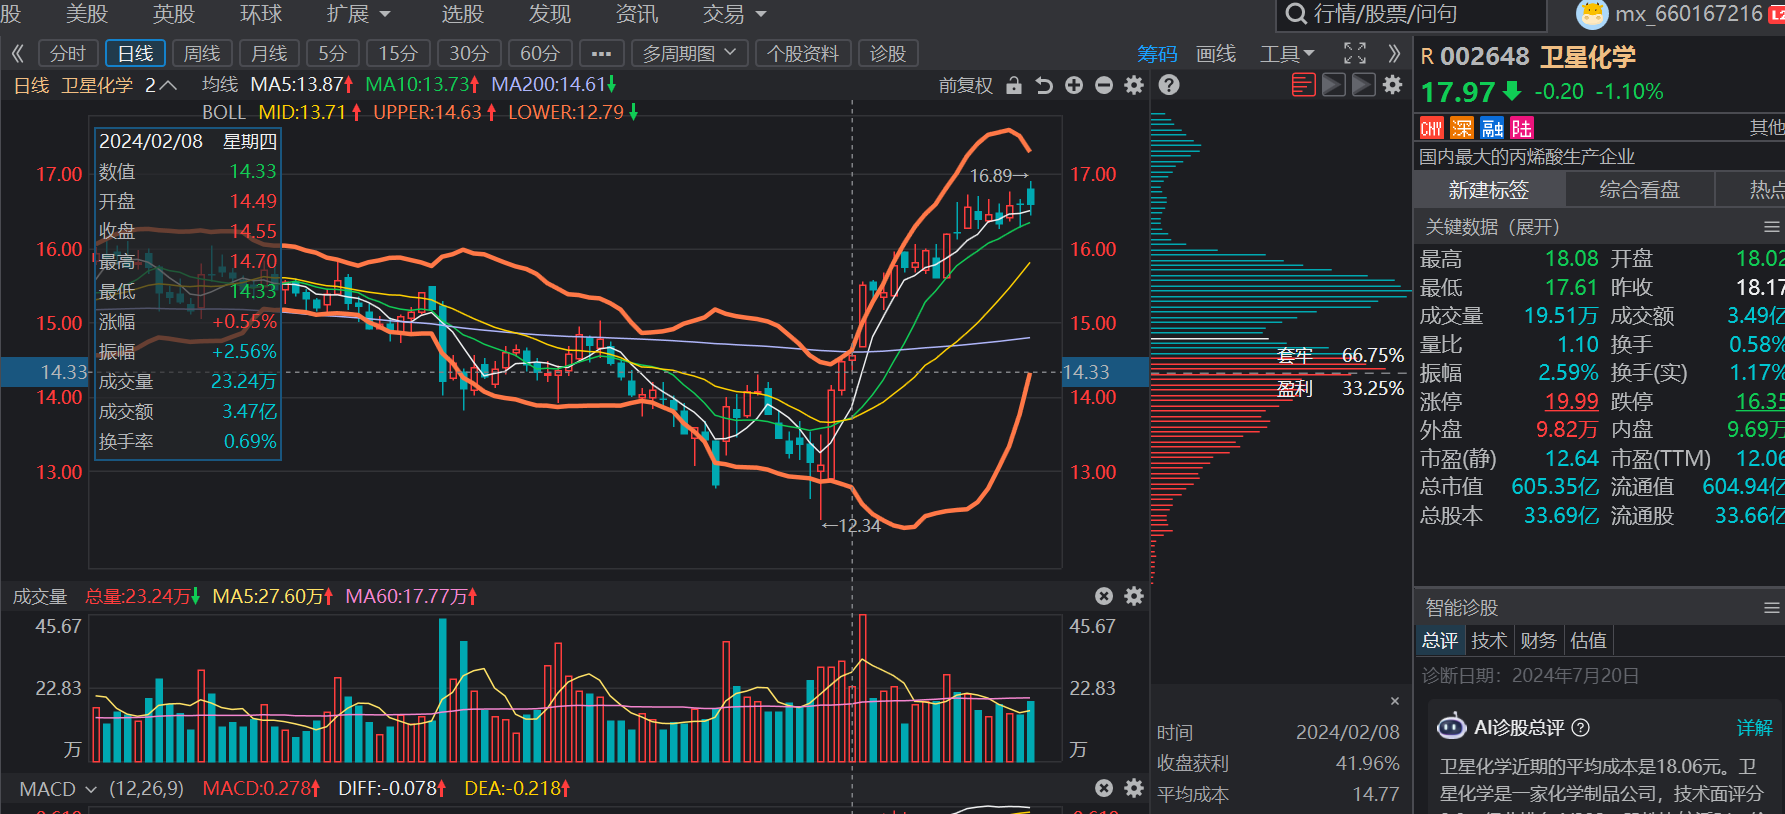 股 美股 英股 环球 扩展 选股 发现 资讯 交易 行情/股票/问句 mx_660167216 L2
《 分时 日线 周线 月线 5分 15分 30分 60分 ••• 多周期图 个股资料 诊股 筹码 画线 工具 》
日线 卫星化学 2 均线 MA5:13.87 MA10:13.73 MA200:14.61 前复权
BOLL MID:13.71 UPPER:14.63 LOWER:12.79
2024/02/08 星期四
数值 14.33
开盘 14.49
收盘 14.55
最高 14.70
最低 14.33
涨幅 +0.55%
振幅 +2.56%
成交量 23.24万
成交额 3.47亿
换手率 0.69%
17.00
16.00
15.00
14.33
14.00
13.00
16.89→
←12.34
17.00
16.00
15.00
14.33
14.00
13.00
套牢 66.75%
盈利 33.25%
成交量 总量:23.24万 MA5:27.60万 MA60:17.77万
45.67
22.83
万
45.67
22.83
万
MACD (12,26,9) MACD:0.278 DIFF:-0.078 DEA:-0.218
时间 2024/02/08
收盘获利 41.96%
平均成本 14.77
R 002648 卫星化学
17.97 -0.20 -1.10%
CNY 深 融 陆 其他
国内最大的丙烯酸生产企业
新建标签 综合看盘 热点
关键数据（展开）
最高 18.08 开盘 18.02
最低 17.61 昨收 18.17
成交量 19.51万 成交额 3.49亿
量比 1.10 换手 0.58%
振幅 2.59% 换手(实) 1.17%
涨停 19.99 跌停 16.35
外盘 9.82万 内盘 9.69万
市盈(静) 12.64 市盈(TTM) 12.06
总市值 605.35亿 流通值 604.94亿
总股本 33.69亿 流通股 33.66亿
智能诊股
总评 技术 财务 估值
诊断日期：2024年7月20日
AI诊股总评 详解
卫星化学近期的平均成本是18.06元。卫
星化学是一家化学制品公司，技术面评分